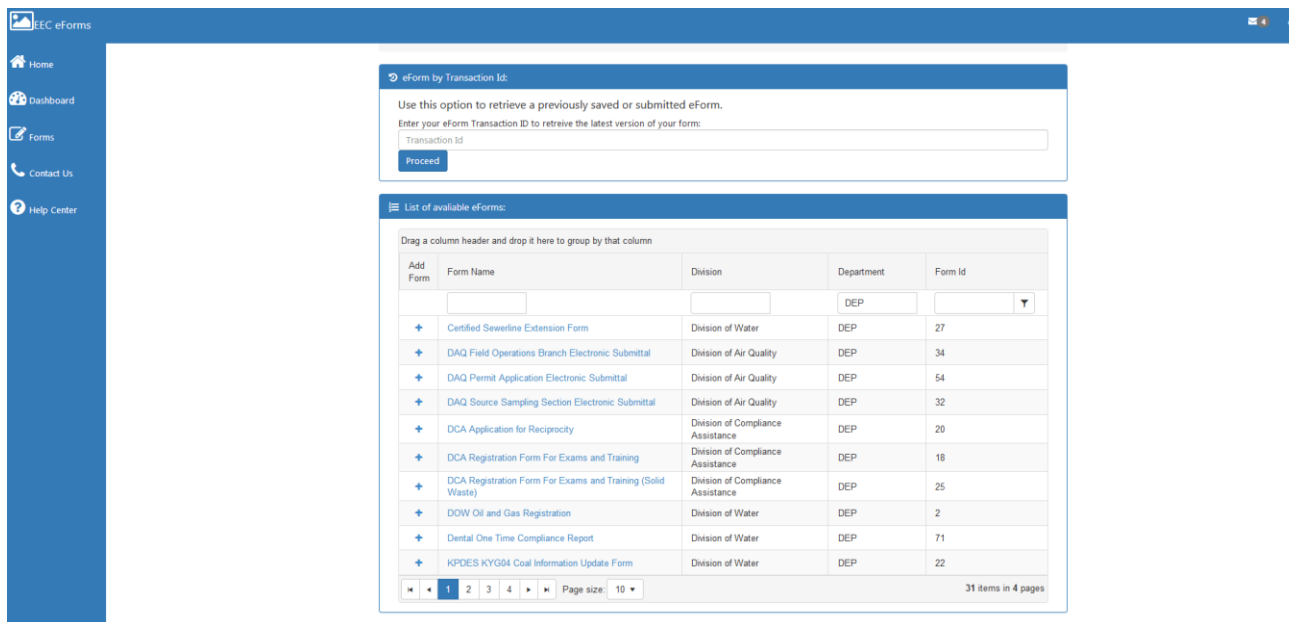 EEC eForms
4
Home
Dashboard
Forms
Contact Us
Help Center
eForm by Transaction Id:
Use this option to retrieve a previously saved or submitted eForm.
Enter your eForm Transaction ID to retreive the latest version of your form:
Transaction Id
Proceed
List of avaliable eForms:
Drag a column header and drop it here to group by that column
Add Form Form Name Division Department Form Id
DEP
+ Certified Sewerline Extension Form Division of Water DEP 27
+ DAQ Field Operations Branch Electronic Submittal Division of Air Quality DEP 34
+ DAQ Permit Application Electronic Submittal Division of Air Quality DEP 54
+ DAQ Source Sampling Section Electronic Submittal Division of Air Quality DEP 32
+ DCA Application for Reciprocity Division of Compliance Assistance DEP 20
+ DCA Registration Form For Exams and Training Division of Compliance Assistance DEP 18
+ DCA Registration Form For Exams and Training (Solid Waste) Division of Compliance Assistance DEP 25
+ DOW Oil and Gas Registration Division of Water DEP 2
+ Dental One Time Compliance Report Division of Water DEP 71
+ KPDES KYG04 Coal Information Update Form Division of Water DEP 22
1 2 3 4 Page size: 10 31 items in 4 pages